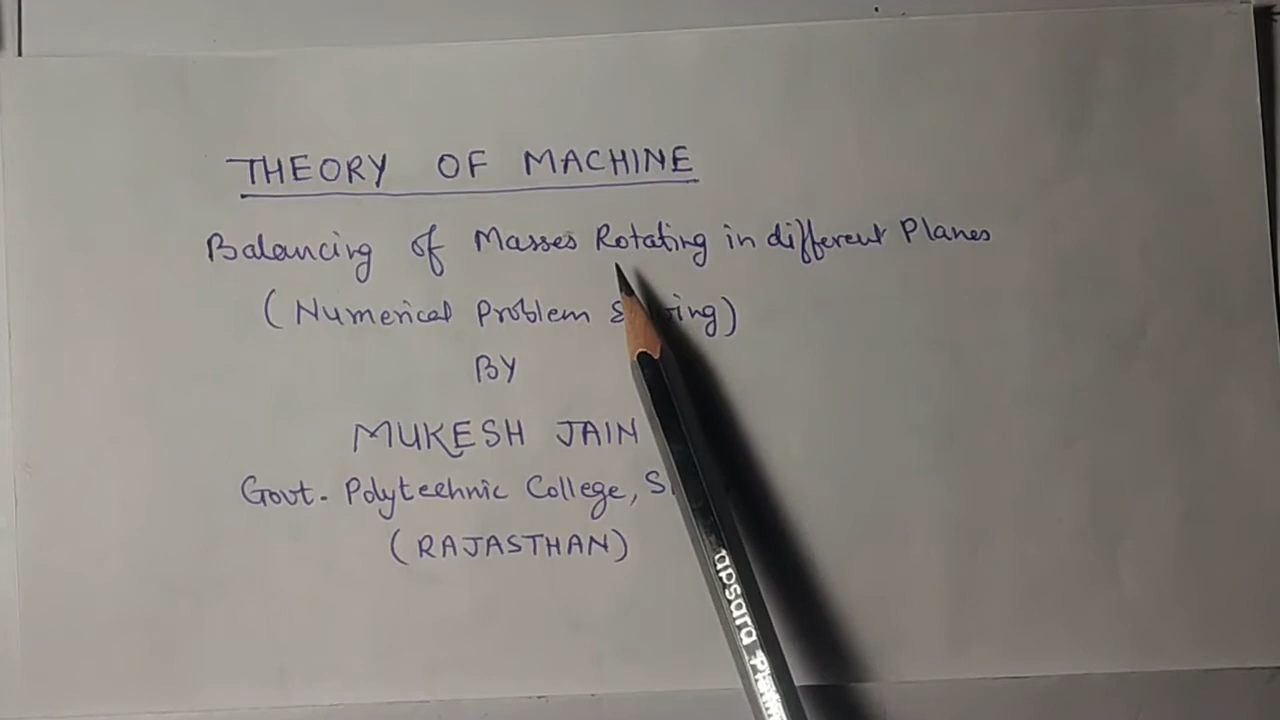 THEORY OF MACHINE
Balancing of Masses Rotating in different Planes
(Numerical Problem
BY
MUKESH JAIN
Govt. Polytechnic College,
(RAJASTHAN)
apsara